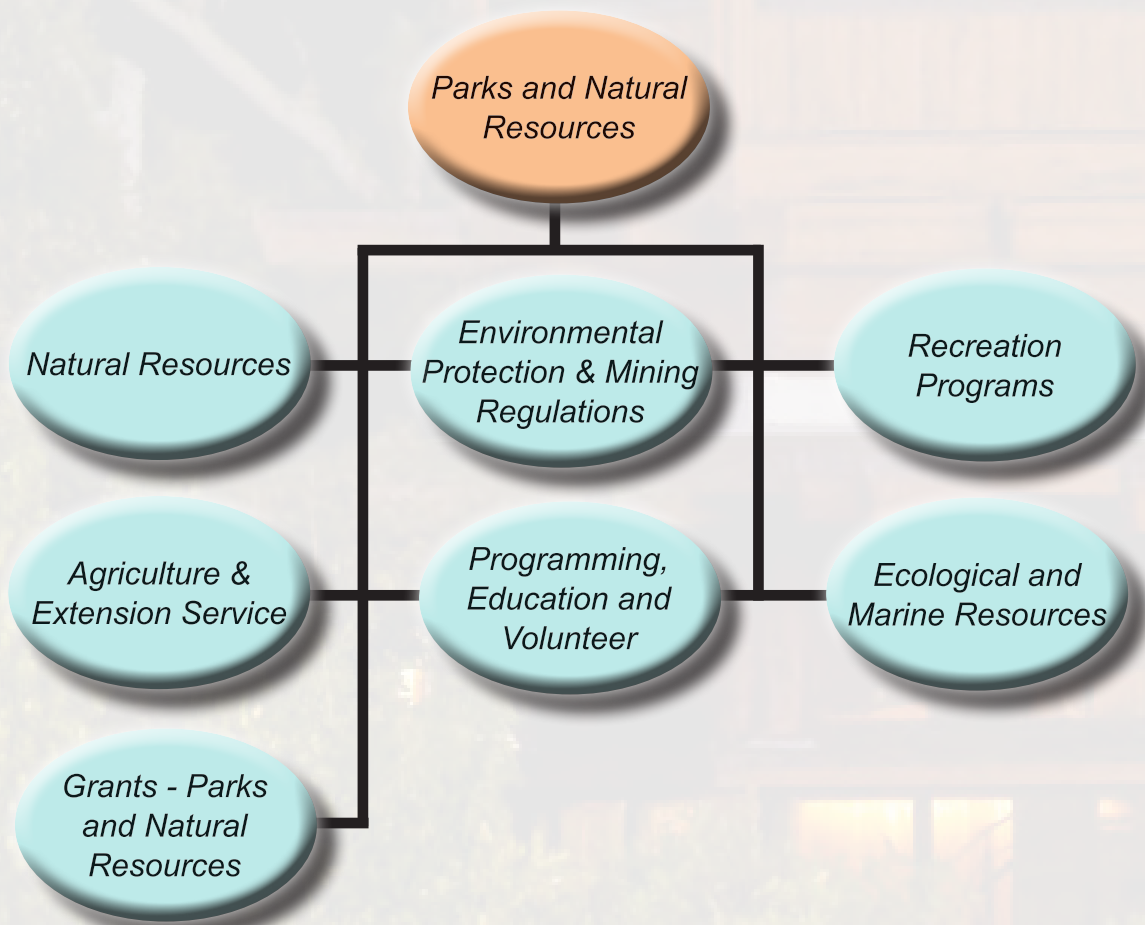 Parks and Natural
Resources
Natural Resources
Environmental
Protection & Mining
Regulations
Recreation
Programs
Agriculture &
Extension Service
Programming,
Education and
Volunteer
Ecological and
Marine Resources
Grants - Parks
and Natural
Resources